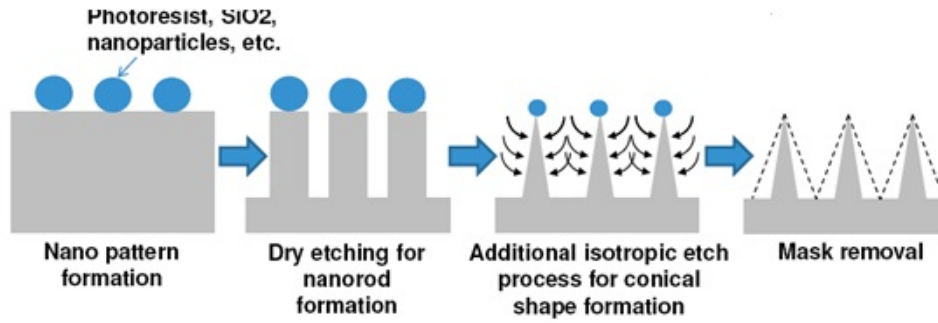 Photoresist, SiO2,
nanoparticles, etc.
Nano pattern
formation
Dry etching for
nanorod
formation
Additional isotropic etch
process for conical
shape formation
Mask removal